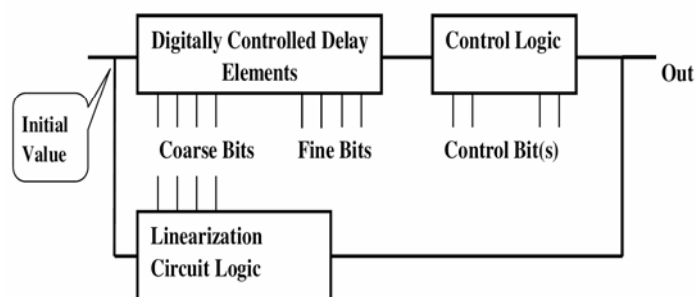 Digitally Controlled Delay
Elements
Control Logic
Out
Initial
Value
Coarse Bits
Fine Bits
Control Bit(s)
Linearization
Circuit Logic